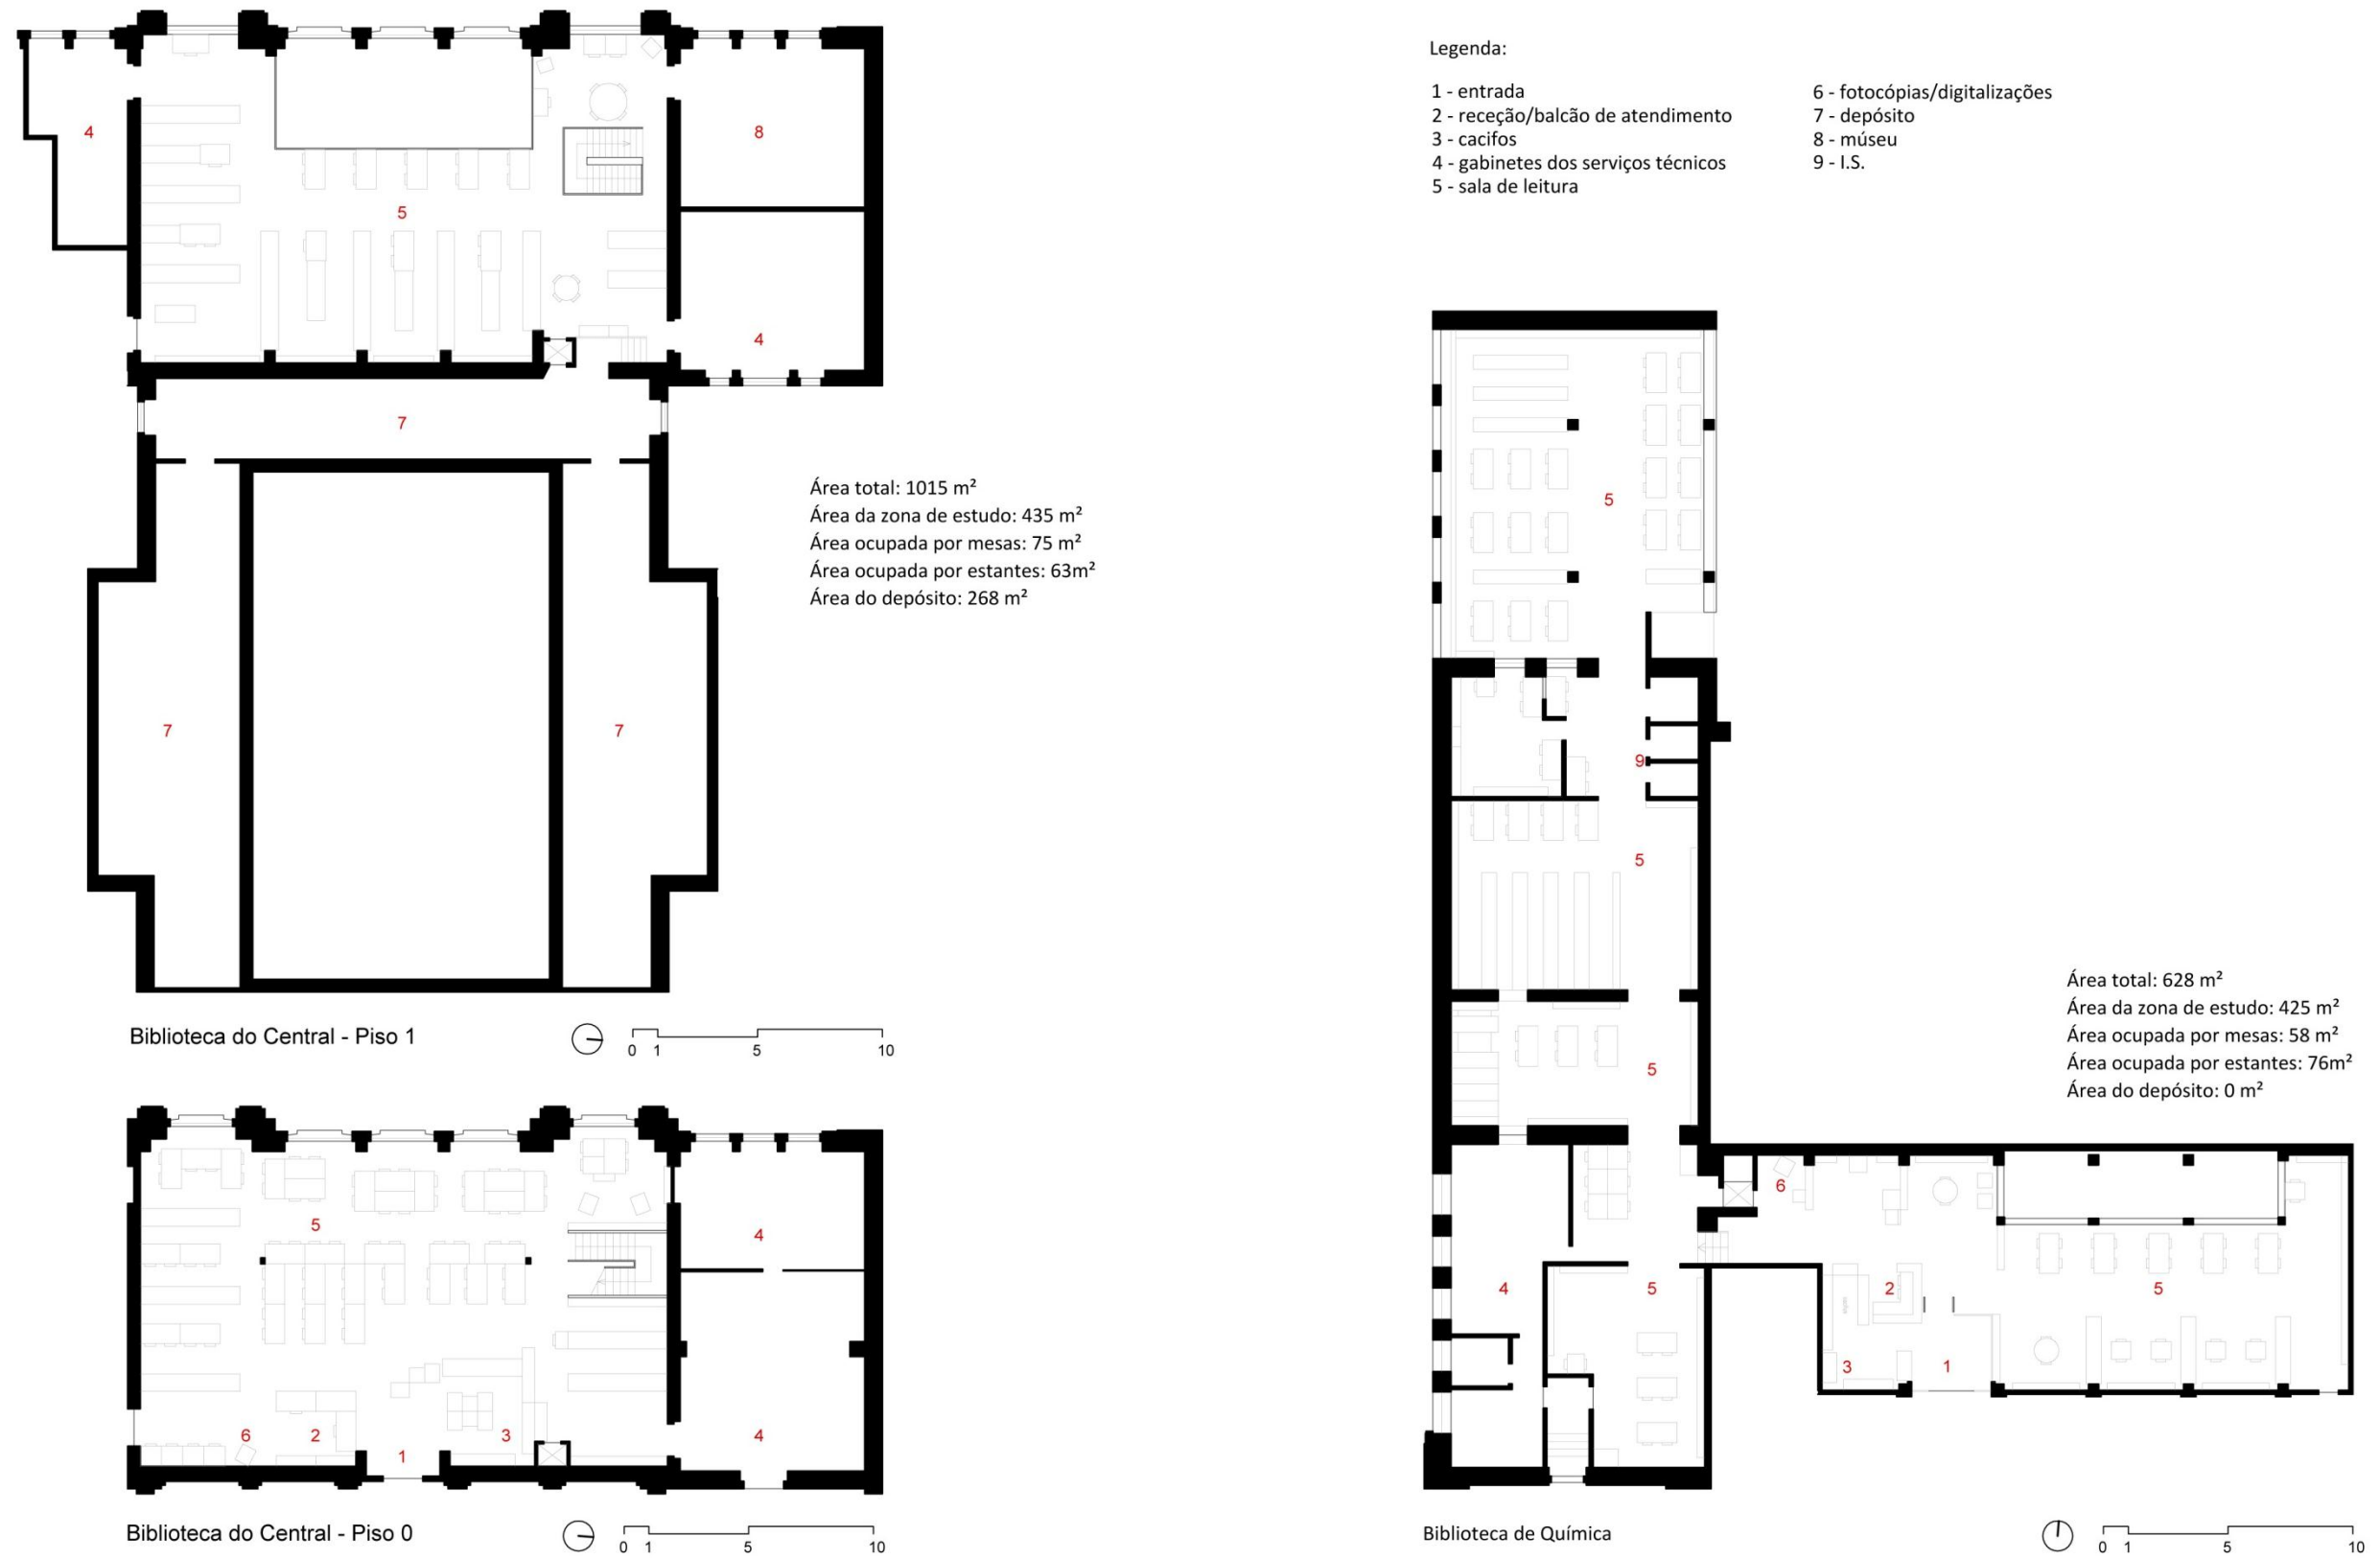 Legenda:
1 - entrada
2 - receção/balcão de atendimento
3 - cacifos
4 - gabinetes dos serviços técnicos
5 - sala de leitura
6 - fotocópias/digitalizações
7 - depósito
8 - múseu
9 - I.S.
4
8
5
4
7
7
7
Área total: 1015 m²
Área da zona de estudo: 435 m²
Área ocupada por mesas: 75 m²
Área ocupada por estantes: 63m²
Área do depósito: 268 m²
Biblioteca do Central - Piso 1
0 1 5 10
5
4
4
6
2
1
3
Biblioteca do Central - Piso 0
0 1 5 10
5
9
5
5
6
4
5
2
5
3
1
Área total: 628 m²
Área da zona de estudo: 425 m²
Área ocupada por mesas: 58 m²
Área ocupada por estantes: 76m²
Área do depósito: 0 m²
Biblioteca de Química
0 1 5 10